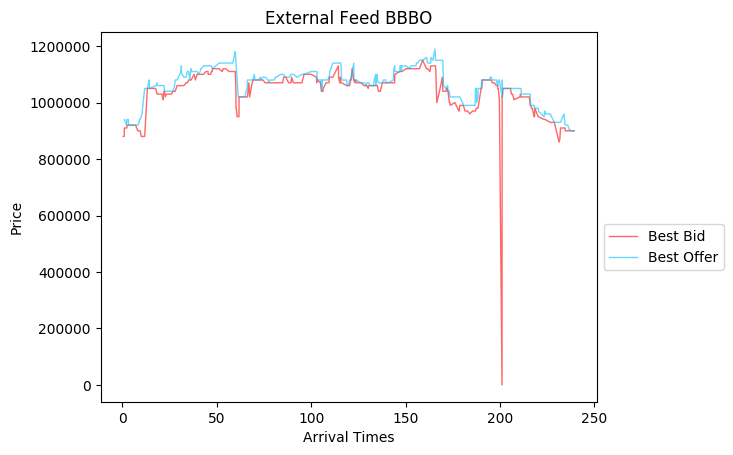 External Feed BBBO
1200000
1000000
800000
600000
400000
200000
0
Price
0 50 100 150 200 250
Arrival Times
Best Bid
Best Offer